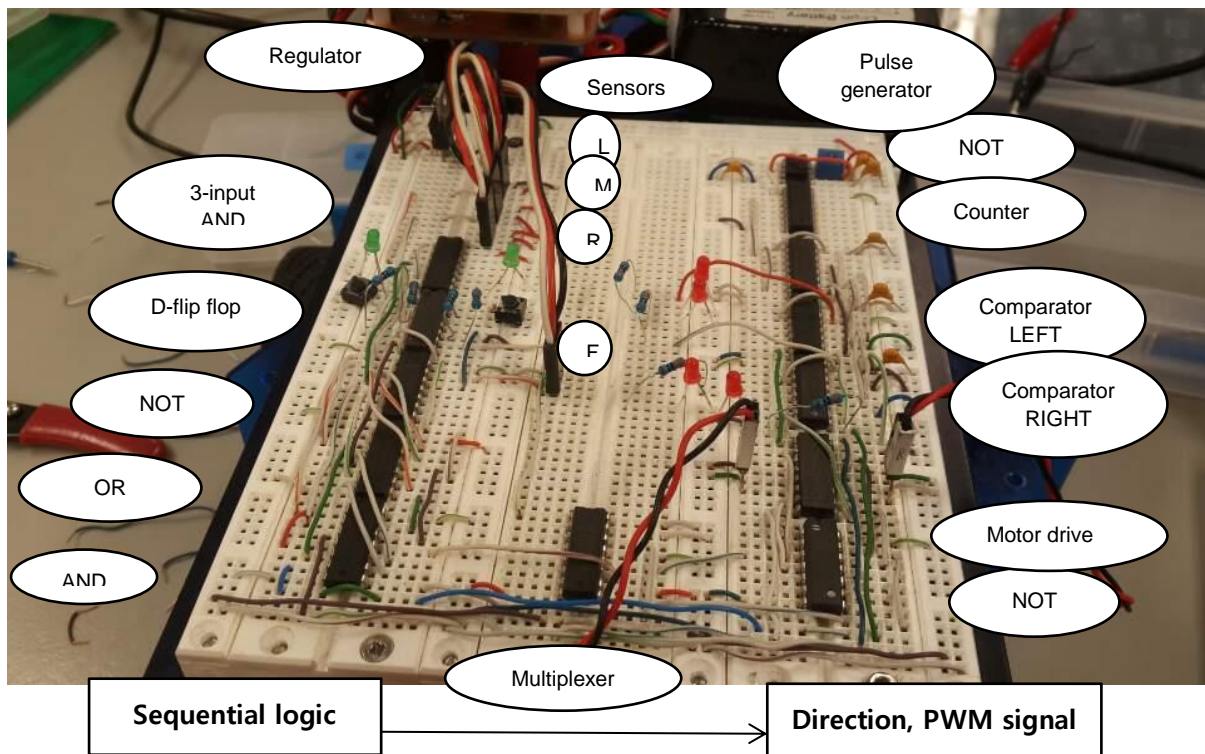 Regulator
Sensors
Pulse
generator
L
NOT
M
3-input
AND
Counter
R
D-flip flop
Comparator
LEFT
F
NOT
Comparator
RIGHT
OR
Motor drive
AND
NOT
Multiplexer
Sequential logic
Direction, PWM signal